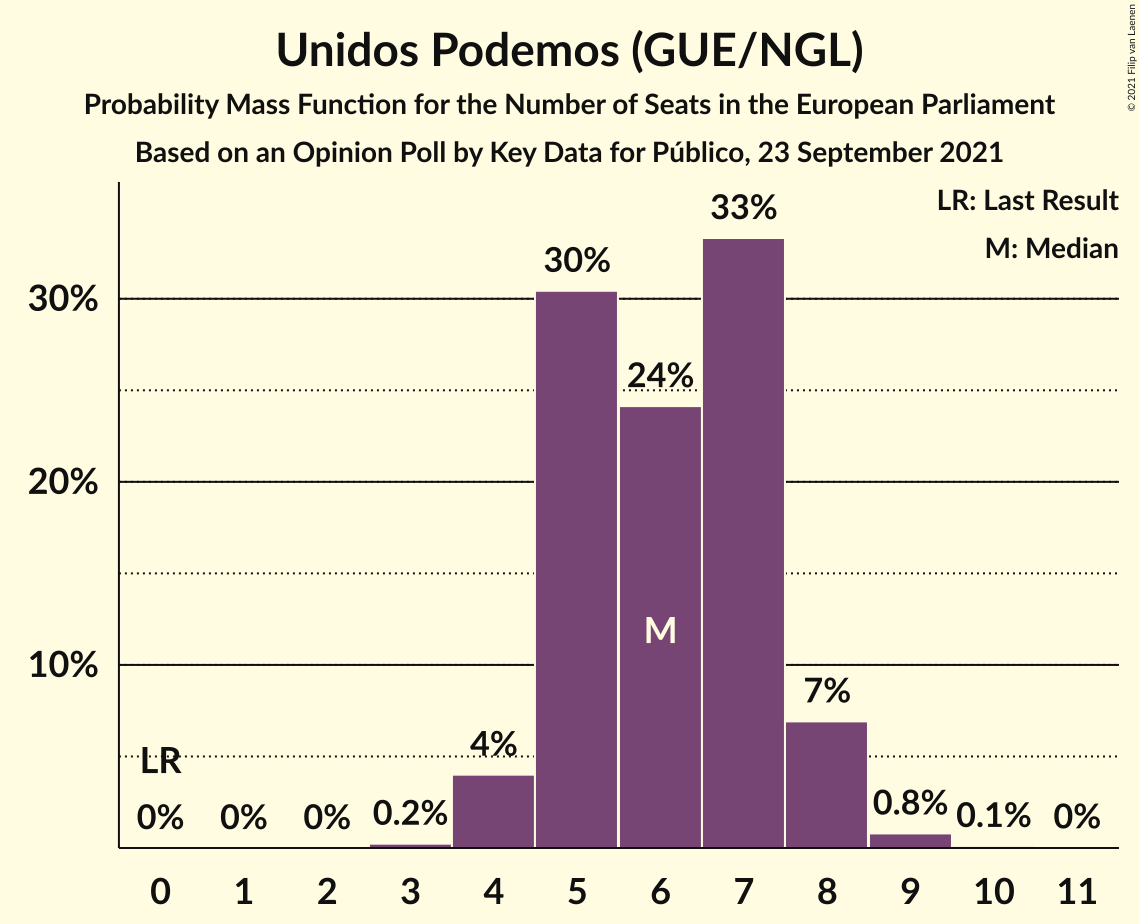 Unidos Podemos (GUE/NGL)
Probability Mass Function for the Number of Seats in the European Parliament
Based on an Opinion Poll by Key Data for Público, 23 September 2021
© 2021 Filip van Laenen
LR: Last Result
M: Median
33%
30%
30%
24%
20%
M
10%
7%
4%
LR
0% 0% 0% 0.2% 0.8% 0.1% 0%
0 1 2 3 4 5 6 7 8 9 10 11